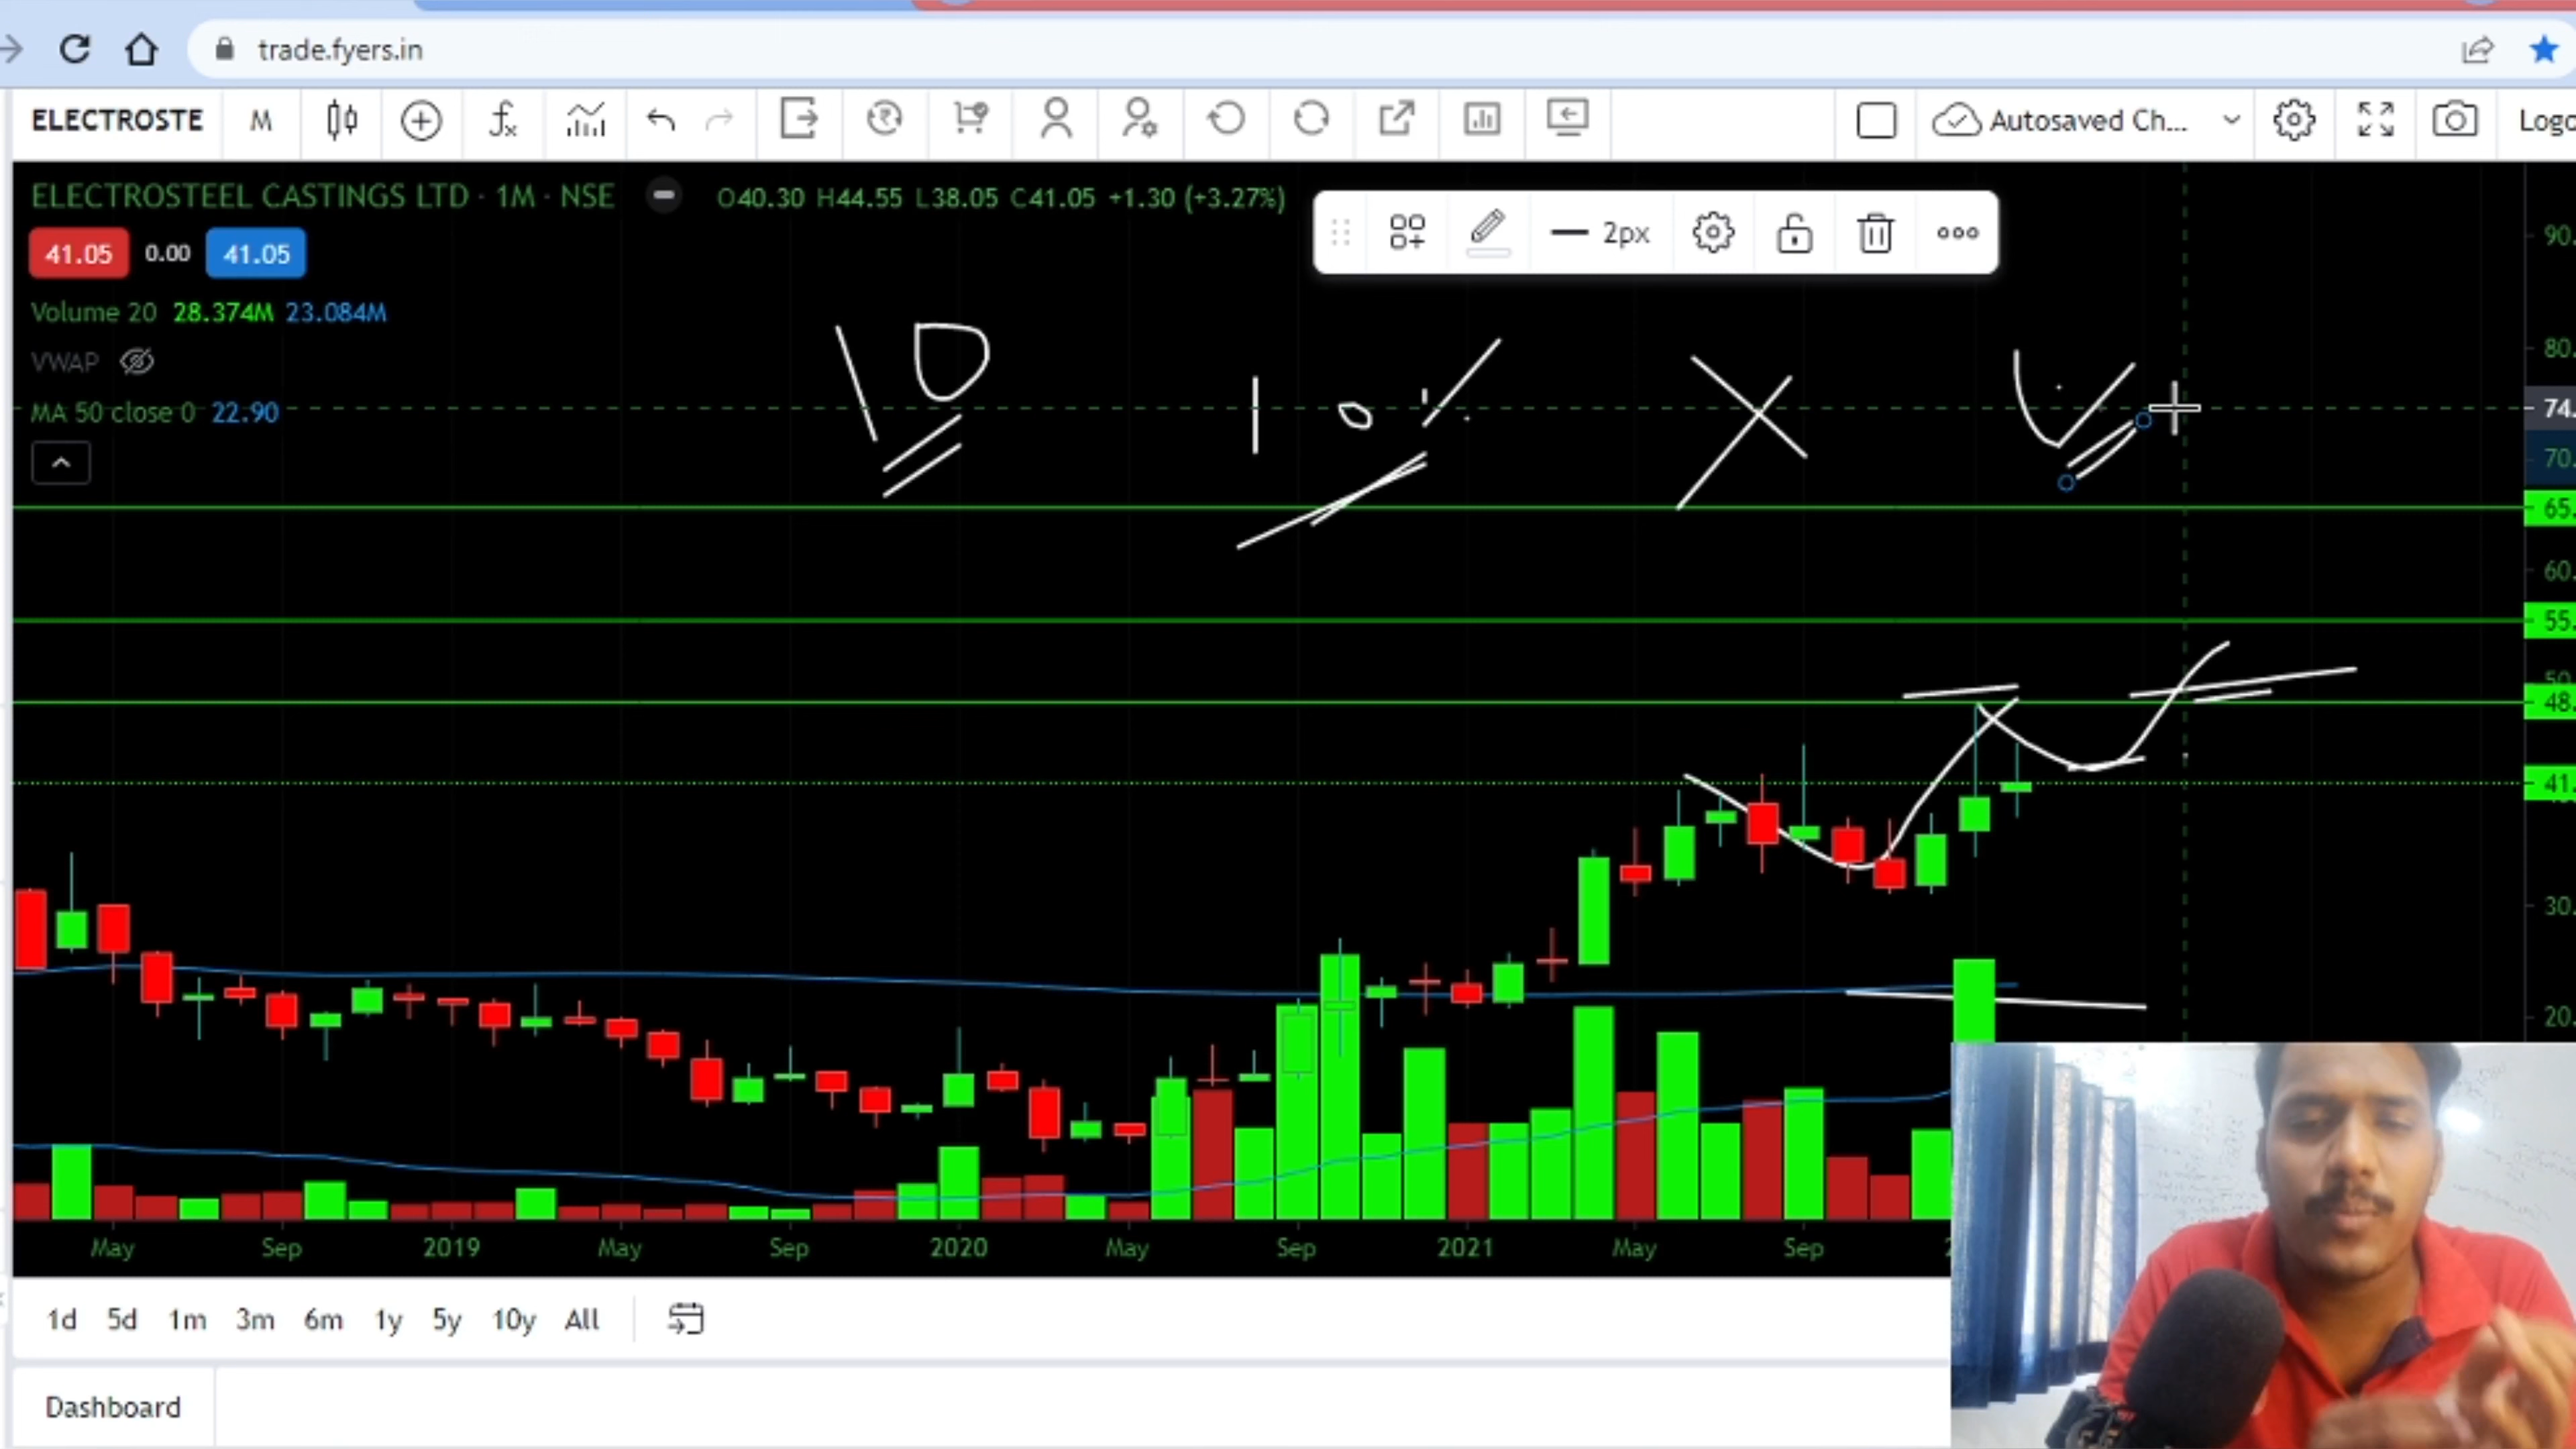 trade.fyers.in
ELECTROSTE M fx 2px Autosaved Ch... Logo
ELECTROSTEEL CASTINGS LTD · 1M · NSE O40.30 H44.55 L38.05 C41.05 +1.30 (+3.27%)
41.05 0.00 41.05
Volume 20 28.374M 23.084M
VWAP
MA 50 close 0 22.90
10 10%
90.
80.
74.
70.
65.
60.
55.
50.
48.
41.
30.
20.
May Sep 2019 May Sep 2020 May Sep 2021 May Sep
1d 5d 1m 3m 6m 1y 5y 10y All
Dashboard